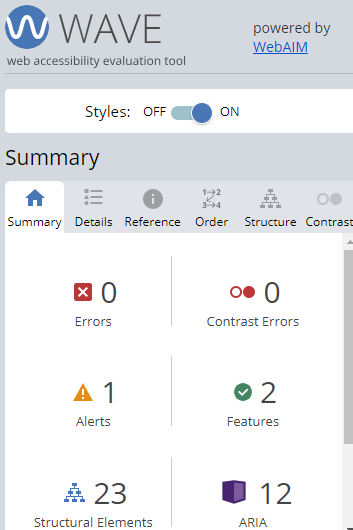 WAVE
web accessibility evaluation tool
powered by
WebAIM
Styles: OFF ON
Summary
Summary Details Reference Order Structure Contrast
0
Errors
0
Contrast Errors
1
Alerts
2
Features
23
Structural Elements
12
ARIA